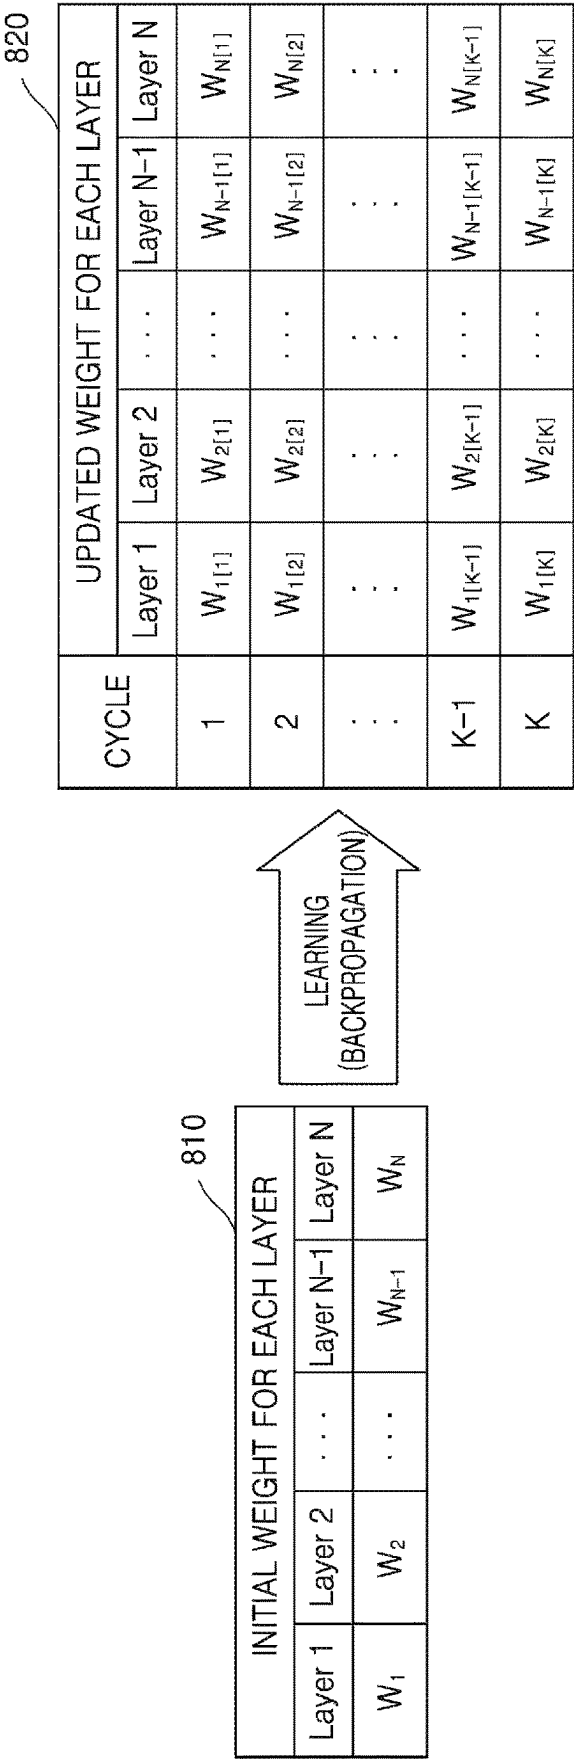 810
INITIAL WEIGHT FOR EACH LAYER
Layer 1 Layer 2 ... Layer N-1 Layer N
W₁ W₂ ... W_N-1 W_N
LEARNING
(BACKPROPAGATION)
820
CYCLE UPDATED WEIGHT FOR EACH LAYER
Layer 1 Layer 2 ... Layer N-1 Layer N
1 W1[1] W2[1] ... WN-1[1] WN[1]
2 W1[2] W2[2] ... WN-1[2] WN[2]
... ... ... ... ... ...
K-1 W1[K-1] W2[K-1] ... WN-1[K-1] WN[K-1]
K W1[K] W2[K] ... WN-1[K] WN[K]